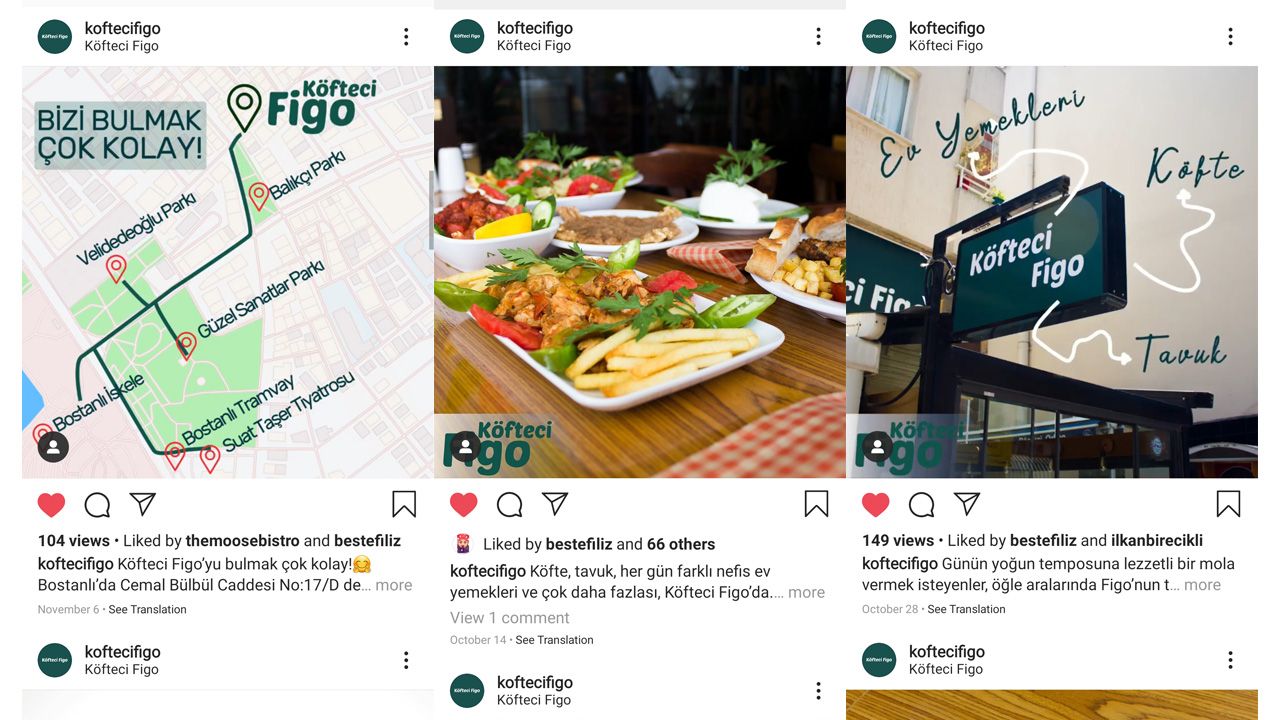 koftecifigo
Köfteci Figo
BİZİ BULMAK
ÇOK KOLAY!
Köfteci
Figo
Balıkçı Parkı
Velidedeoğlu Parkı
Güzel Sanatlar Parkı
Bostanlı İskele
Bostanlı Tramvay
Suat Taşer Tiyatrosu
104 views • Liked by themoosebistro and bestefiliz
koftecifigo Köfteci Figo’yu bulmak çok kolay!🤗
Bostanlı’da Cemal Bülbül Caddesi No:17/D de... more
November 6 • See Translation
koftecifigo
Köfteci Figo
koftecifigo
Köfteci Figo
Köfteci
Figo
Liked by bestefiliz and 66 others
koftecifigo Köfte, tavuk, her gün farklı nefis ev
yemekleri ve çok daha fazlası, Köfteci Figo’da.... more
View 1 comment
October 14 • See Translation
koftecifigo
Köfteci Figo
koftecifigo
Köfteci Figo
Ev Yemekleri
Köfte
Köfteci
Figo
ci Figo
Tavuk
Köfteci
Figo
149 views • Liked by bestefiliz and ilkanbirecikli
koftecifigo Günün yoğun temposuna lezzetli bir mola
vermek isteyenler, öğle aralarında Figo’nun t... more
October 28 • See Translation
koftecifigo
Köfteci Figo